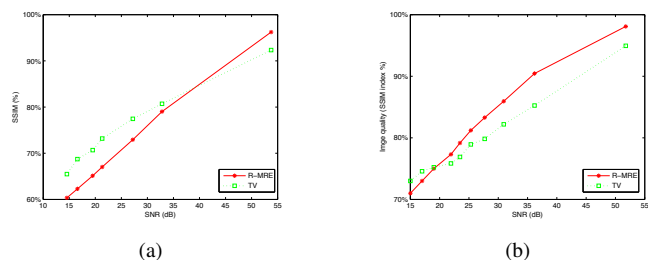 100%
90%
80%
70%
60%
SSIM (%)
10 15 20 25 30 35 40 45 50 55
SNR (dB)
R−MRE
TV
(a)
100%
90%
80%
70%
Imge quality (SSIM index %)
15 20 25 30 35 40 45 50 55
SNR (dB)
R−MRE
TV
(b)